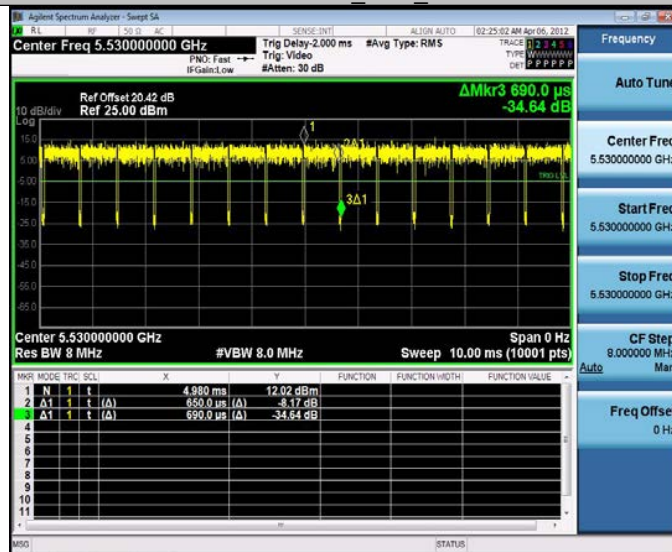 Agilent Spectrum Analyzer - Swept SA
RL RF 50 Ω AC SENSE:INT ALIGN AUTO 02:25:02 AM Apr 06, 2012
Center Freq 5.530000000 GHz
PNO: Fast
IFGain:Low
Trig Delay-2.000 ms
Trig: Video
#Atten: 30 dB
#Avg Type: RMS
TRACE 1 2 3 4 5 6
TYPE WWWWWW
DET P P P P P P
Frequency
ΔMkr3 690.0 µs
-34.64 dB
Ref Offset 20.42 dB
10 dB/div Ref 25.00 dBm
Log
15.0
5.00
-5.00
-15.0
-25.0
-35.0
-45.0
-55.0
-65.0
1
2Δ1
3Δ1
TRIG LVL
Center 5.530000000 GHz Span 0 Hz
Res BW 8 MHz #VBW 8.0 MHz Sweep 10.00 ms (10001 pts)
MKR MODE TRC SCL X Y FUNCTION FUNCTION WIDTH FUNCTION VALUE
1 N 1 t 4.980 ms 12.02 dBm
2 Δ1 1 t (Δ) 650.0 µs (Δ) -8.17 dB
3 Δ1 1 t (Δ) 690.0 µs (Δ) -34.64 dB
4
5
6
7
8
9
10
11
MSG STATUS
Auto Tune
Center Freq
5.530000000 GHz
Start Freq
5.530000000 GHz
Stop Freq
5.530000000 GHz
CF Step
8.000000 MHz
Auto Man
Freq Offset
0 Hz